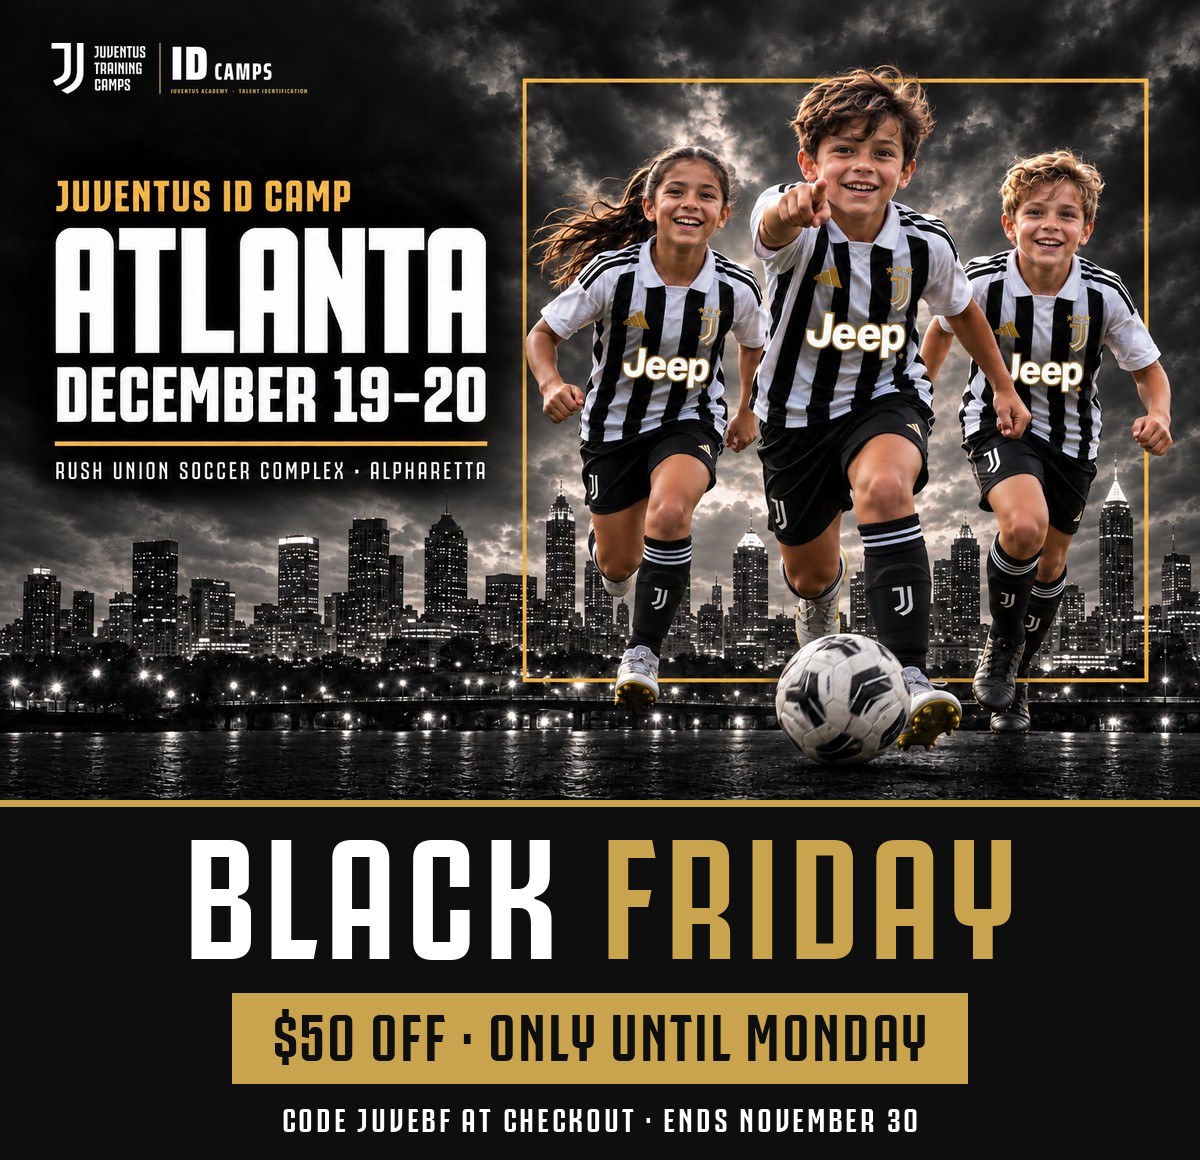 JUVENTUS
TRAINING
CAMPS
ID CAMPS
JUVENTUS ACADEMY · TALENT IDENTIFICATION
JUVENTUS ID CAMP
ATLANTA
DECEMBER 19–20
RUSH UNION SOCCER COMPLEX · ALPHARETTA
Jeep
Jeep
Jeep
BLACK FRIDAY
$50 OFF · ONLY UNTIL MONDAY
CODE JUVEBF AT CHECKOUT · ENDS NOVEMBER 30